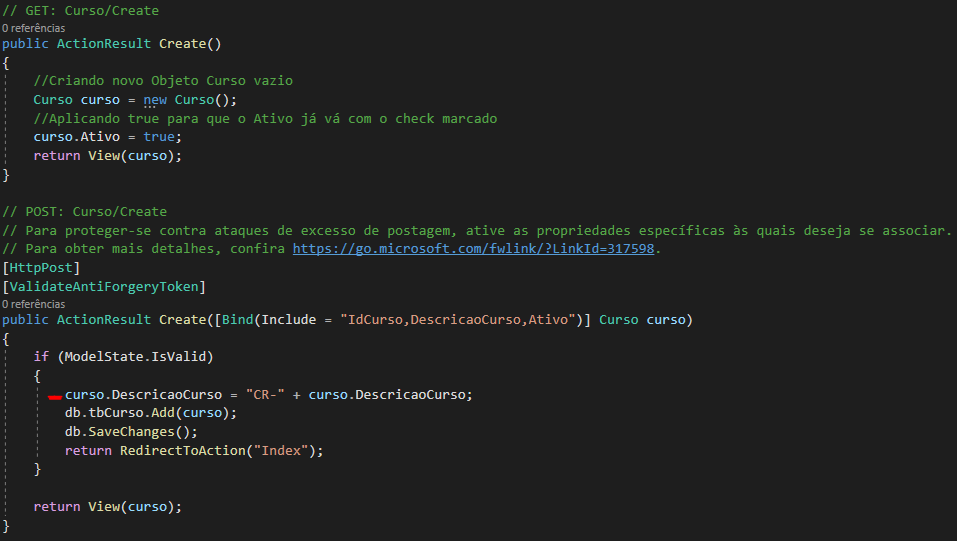 // GET: Curso/Create
0 referências
public ActionResult Create()
{
//Criando novo Objeto Curso vazio
Curso curso = new Curso();
//Aplicando true para que o Ativo já vá com o check marcado
curso.Ativo = true;
return View(curso);
}
// POST: Curso/Create
// Para proteger-se contra ataques de excesso de postagem, ative as propriedades específicas às quais deseja se associar.
// Para obter mais detalhes, confira https://go.microsoft.com/fwlink/?LinkId=317598.
[HttpPost]
[ValidateAntiForgeryToken]
0 referências
public ActionResult Create([Bind(Include = "IdCurso,DescricaoCurso,Ativo")] Curso curso)
{
if (ModelState.IsValid)
{
curso.DescricaoCurso = "CR-" + curso.DescricaoCurso;
db.tbCurso.Add(curso);
db.SaveChanges();
return RedirectToAction("Index");
}
return View(curso);
}